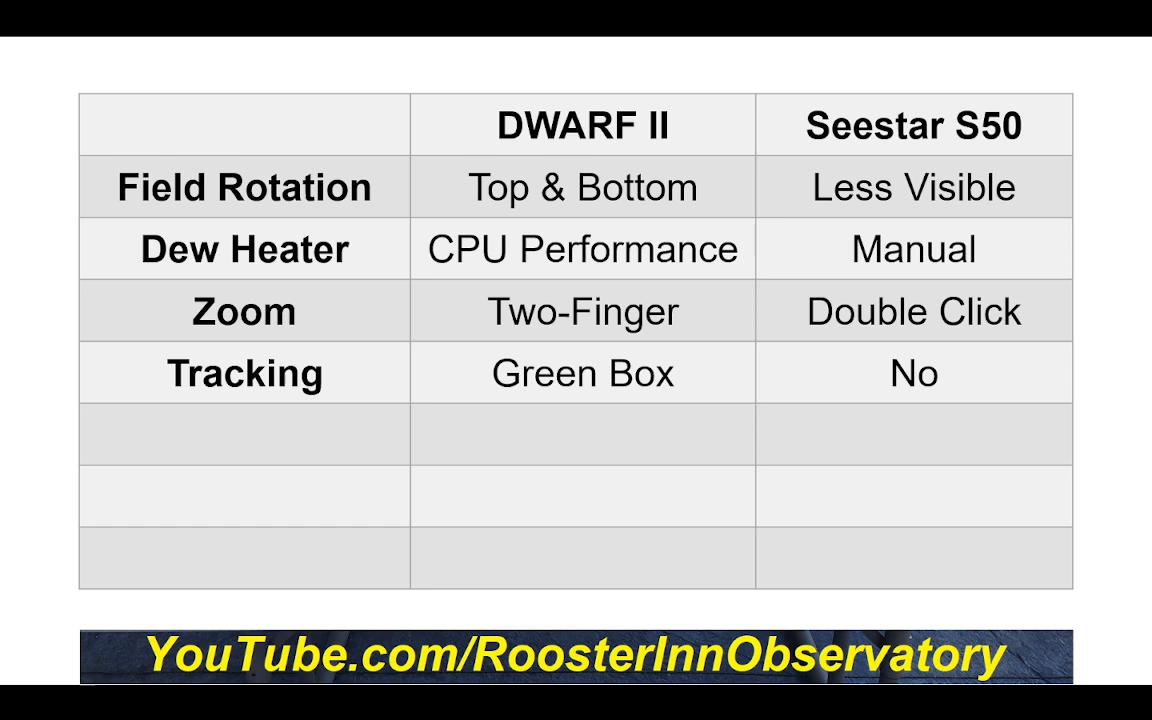 DWARF II Seestar S50
Field Rotation Top & Bottom Less Visible
Dew Heater CPU Performance Manual
Zoom Two-Finger Double Click
Tracking Green Box No
YouTube.com/RoosterInnObservatory